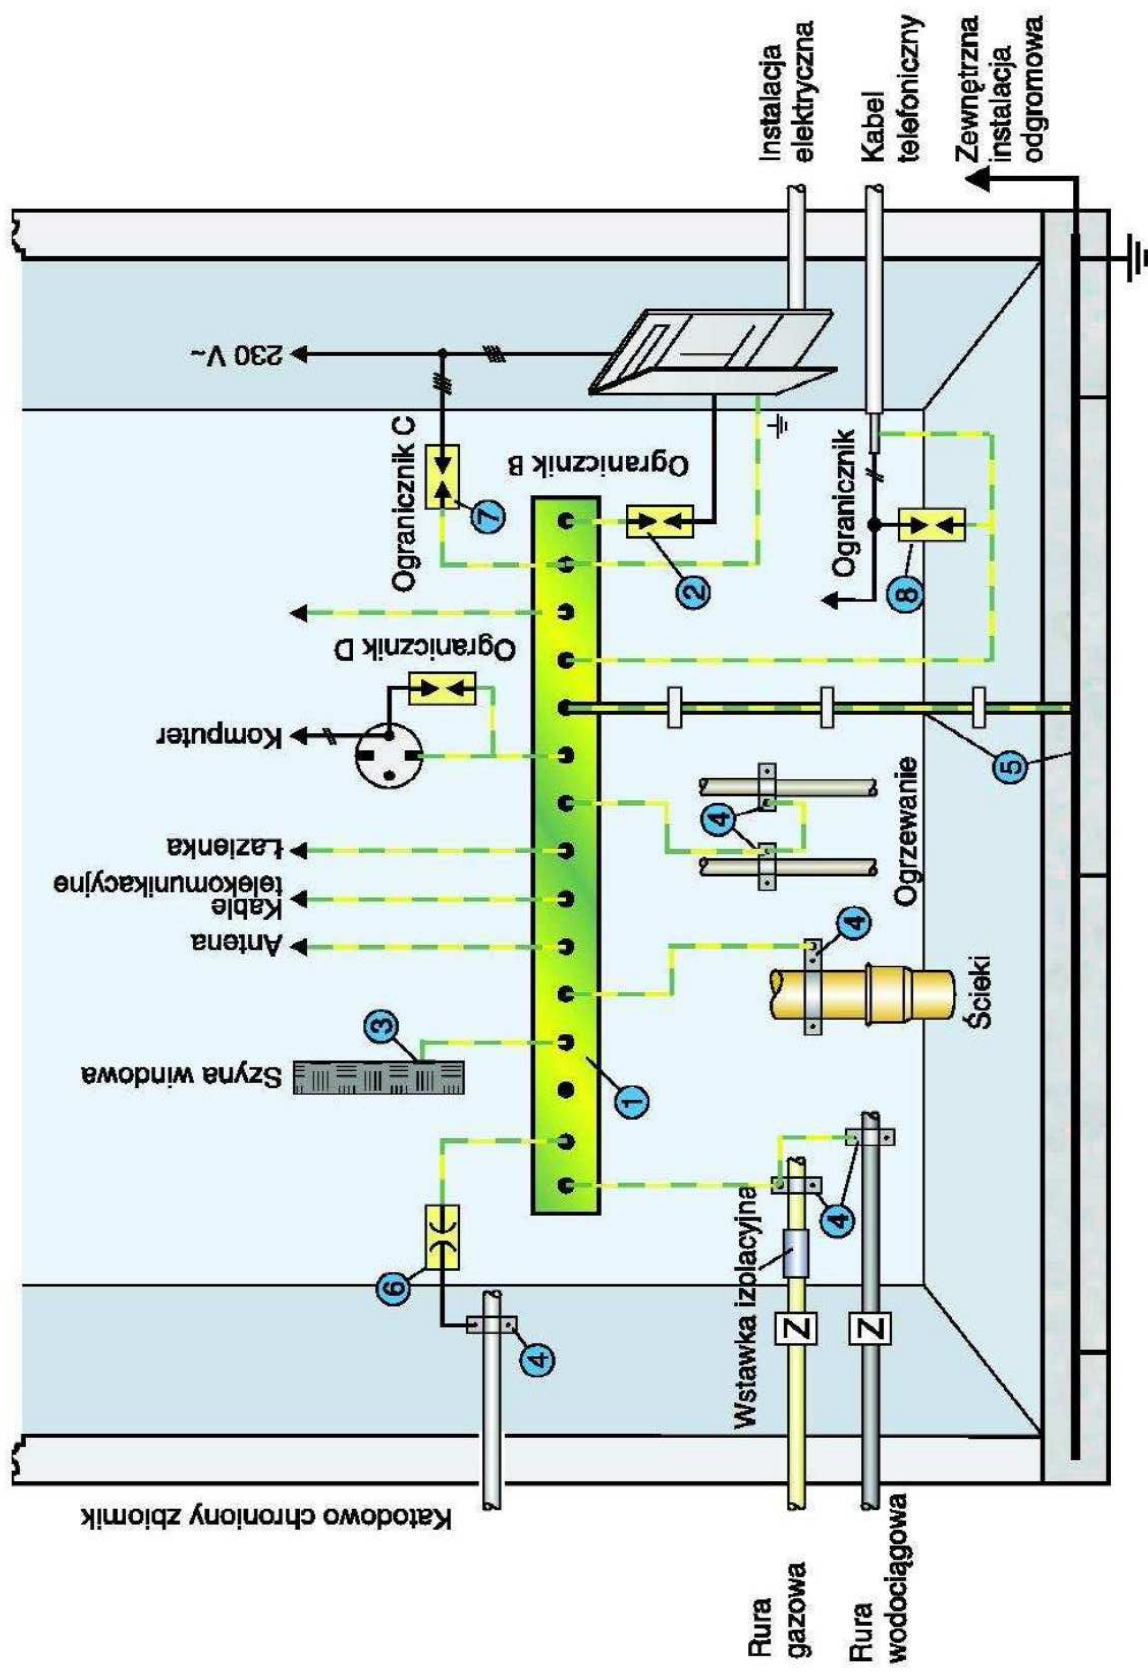 Instalacja
elektryczna
Kabel
telefoniczny
Zewnętrzna
instalacja
odgromowa
230 V~
Ogranicznik C
7
Ogranicznik B
2
Ogranicznik
8
Ogranicznik D
Komputer
5
Łazienka
Kable
telekomunikacyjne
Antena
4
Ogrzewanie
4
Ścieki
Szyna windowa
3
1
6
4
Wstawka izolacyjna
4
Z
Z
Katodowo chroniony zbiornik
Rura
gazowa
Rura
wodociągowa